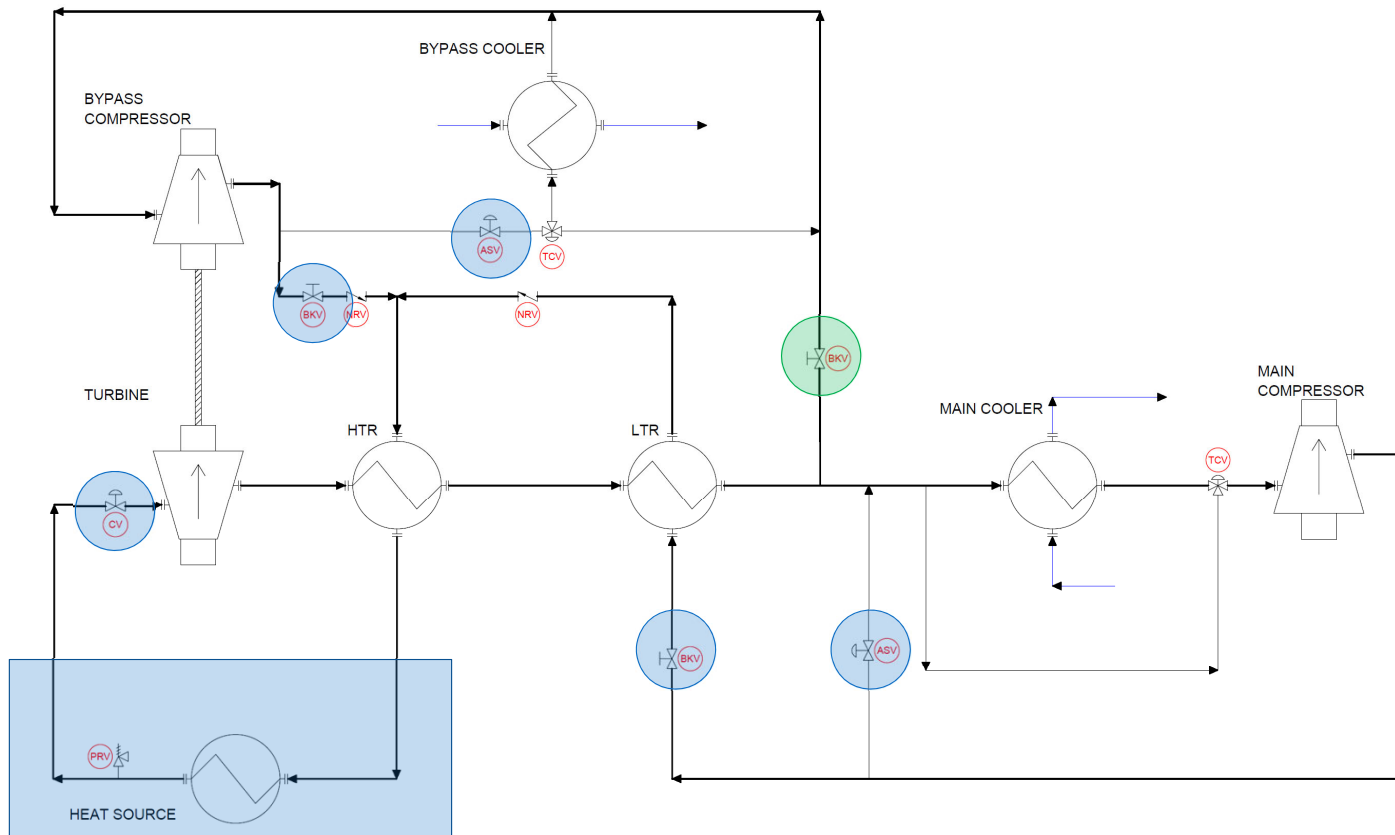 BYPASS COOLER
BYPASS
COMPRESSOR
ASV
TCV
BKV
NRV
NRV
BKV
MAIN
COMPRESSOR
TURBINE
MAIN COOLER
HTR
LTR
TCV
CV
BKV
ASV
PRV
HEAT SOURCE